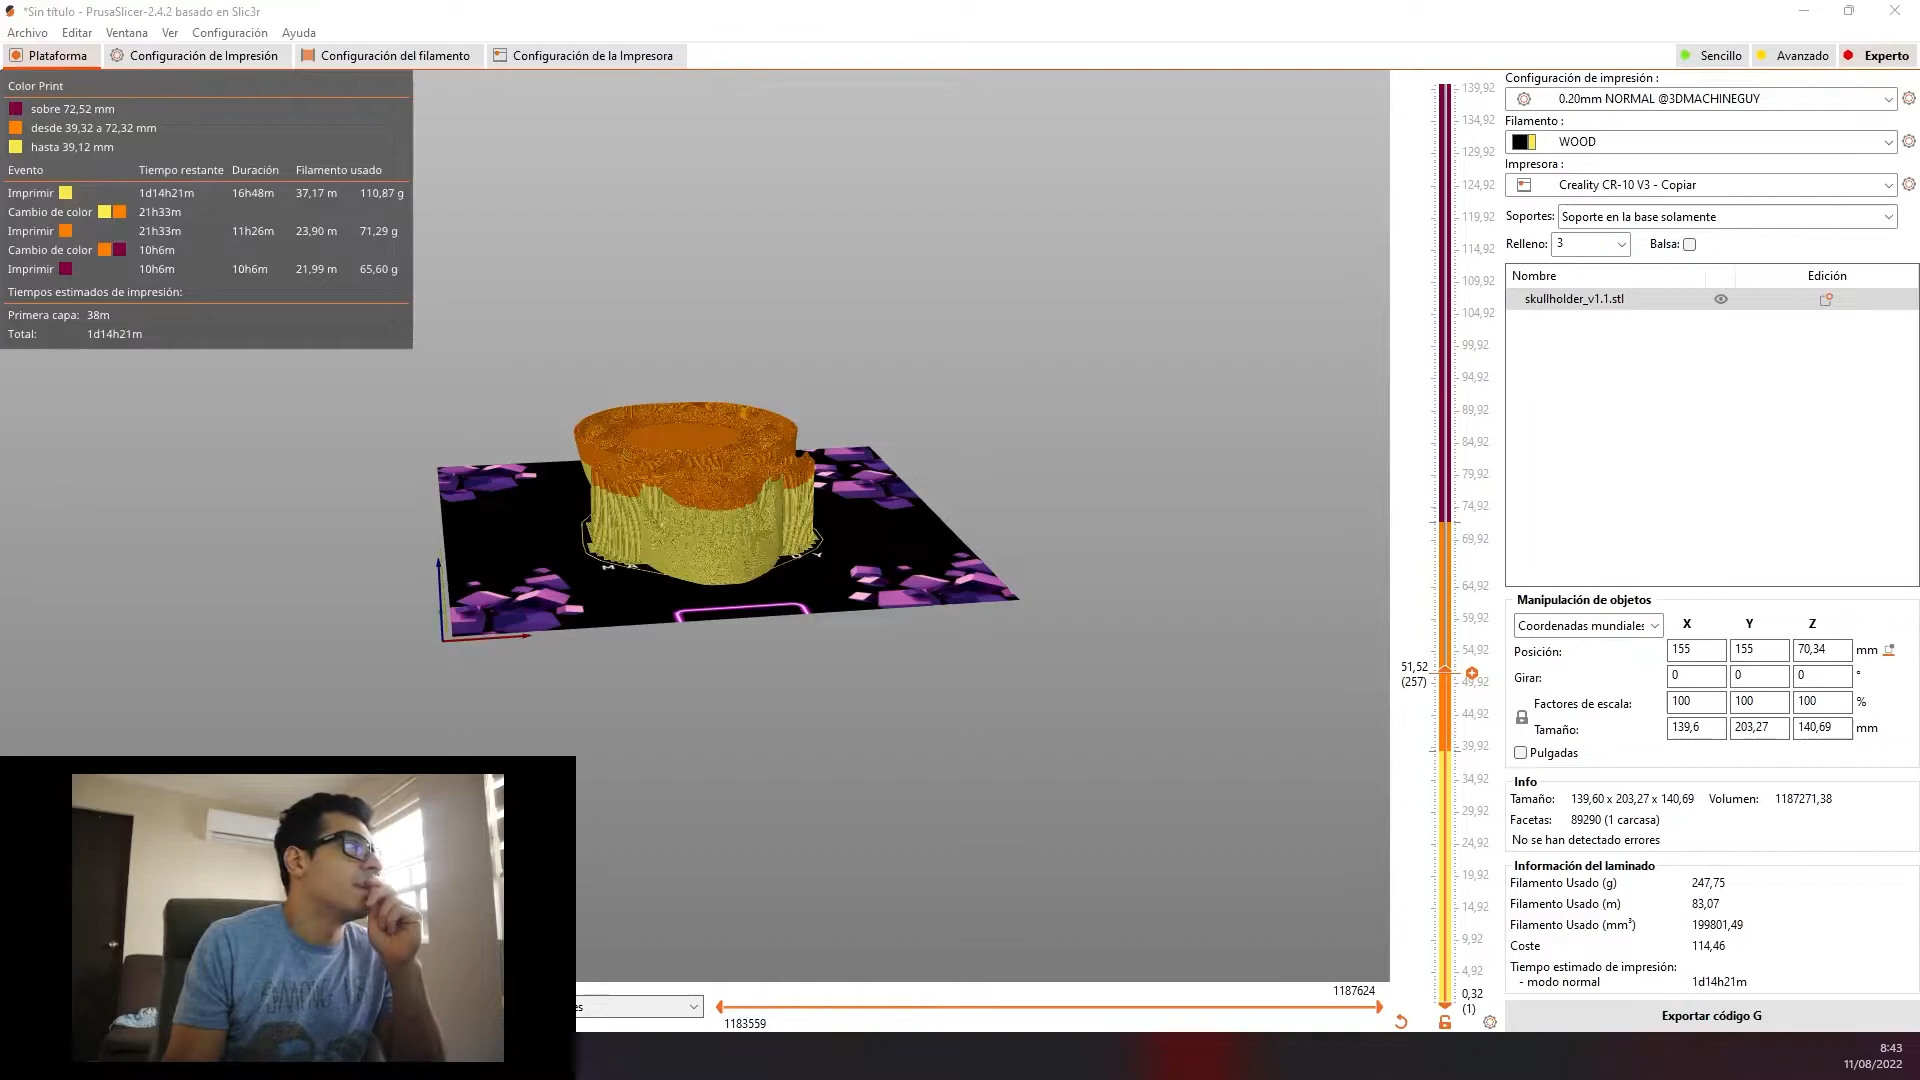 *Sin título - PrusaSlicer-2.4.2 basado en Slic3r
Archivo Editar Ventana Ver Configuración Ayuda
Plataforma Configuración de Impresión Configuración del filamento Configuración de la Impresora Sencillo Avanzado Experto
Color Print
sobre 72,52 mm
desde 39,32 a 72,32 mm
hasta 39,12 mm
Evento Tiempo restante Duración Filamento usado
Imprimir 1d14h21m 16h48m 37,17 m 110,87 g
Cambio de color 21h33m
Imprimir 21h33m 11h26m 23,90 m 71,29 g
Cambio de color 10h6m
Imprimir 10h6m 10h6m 21,99 m 65,60 g
Tiempos estimados de impresión:
Primera capa: 38m
Total: 1d14h21m
139,92
134,92
129,92
124,92
119,92
114,92
109,92
104,92
99,92
94,92
89,92
84,92
79,92
74,92
69,92
64,92
59,92
54,92
51,52
(257)
49,92
44,92
39,92
34,92
29,92
24,92
19,92
14,92
9,92
4,92
0,32
(1)
1187624
1183559
Configuración de impresión :
0.20mm NORMAL @3DMACHINEGUY
Filamento :
WOOD
Impresora :
Creality CR-10 V3 - Copiar
Soportes: Soporte en la base solamente
Relleno: 3 Balsa:
Nombre Edición
skullholder_v1.1.stl
Manipulación de objetos
Coordenadas mundiales X Y Z
Posición: 155 155 70,34 mm
Girar: 0 0 0 °
Factores de escala: 100 100 100 %
Tamaño: 139,6 203,27 140,69 mm
Pulgadas
Info
Tamaño: 139,60 x 203,27 x 140,69 Volumen: 1187271,38
Facetas: 89290 (1 carcasa)
No se han detectado errores
Información del laminado
Filamento Usado (g) 247,75
Filamento Usado (m) 83,07
Filamento Usado (mm³) 199801,49
Coste 114,46
Tiempo estimado de impresión:
- modo normal 1d14h21m
Exportar código G
8:43
11/08/2022